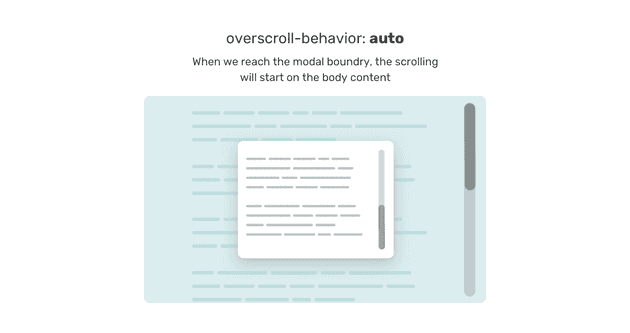 overscroll-behavior: auto
When we reach the modal boundry, the scrolling
will start on the body content